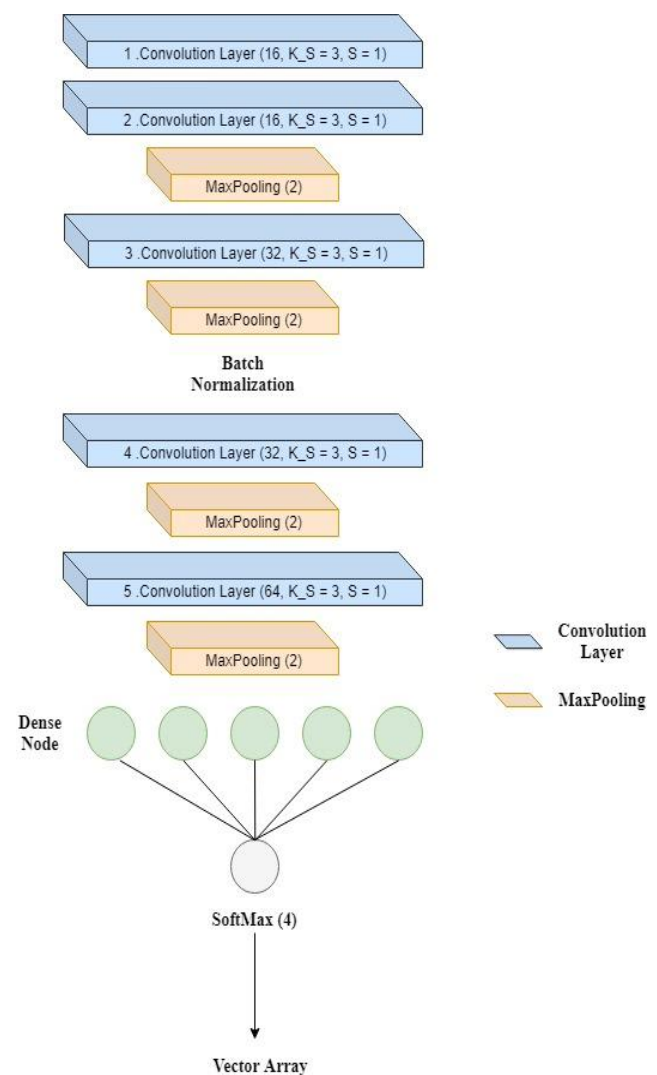 1 .Convolution Layer (16, K_S = 3, S = 1)
2 .Convolution Layer (16, K_S = 3, S = 1)
MaxPooling (2)
3 .Convolution Layer (32, K_S = 3, S = 1)
MaxPooling (2)
Batch
Normalization
4 .Convolution Layer (32, K_S = 3, S = 1)
MaxPooling (2)
5 .Convolution Layer (64, K_S = 3, S = 1)
MaxPooling (2)
Convolution
Layer
MaxPooling
Dense
Node
SoftMax (4)
Vector Array